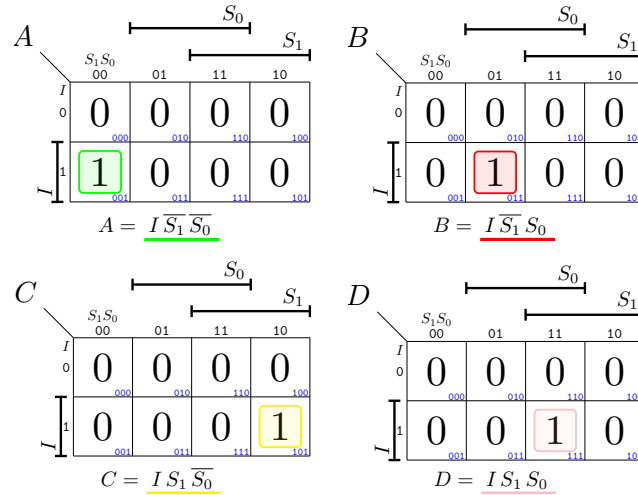 A S₀ S₁
S₁S₀
00 01 11 10
I
0 0 0 0 0
000 010 110 100
I 1 1 0 0 0
001 011 111 101
A = I S̅₁ S̅₀
B S₀ S₁
S₁S₀
00 01 11 10
I
0 0 0 0 0
000 010 110 10
I 1 0 1 0 0
001 011 111 10
B = I S̅₁ S₀
C S₀ S₁
S₁S₀
00 01 11 10
I
0 0 0 0 0
000 010 110 100
I 1 0 0 0 1
001 011 111 101
C = I S₁ S̅₀
D S₀ S₁
S₁S₀
00 01 11 10
I
0 0 0 0 0
000 010 110 10
I 1 0 0 1 0
001 011 111 10
D = I S₁ S₀